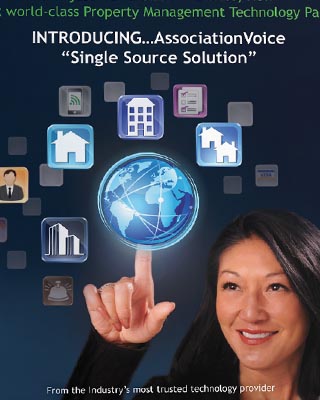 world-class Property Management Technology Pa
INTRODUCING...AssociationVoice
“Single Source Solution”
From the Industry's most trusted technology provider